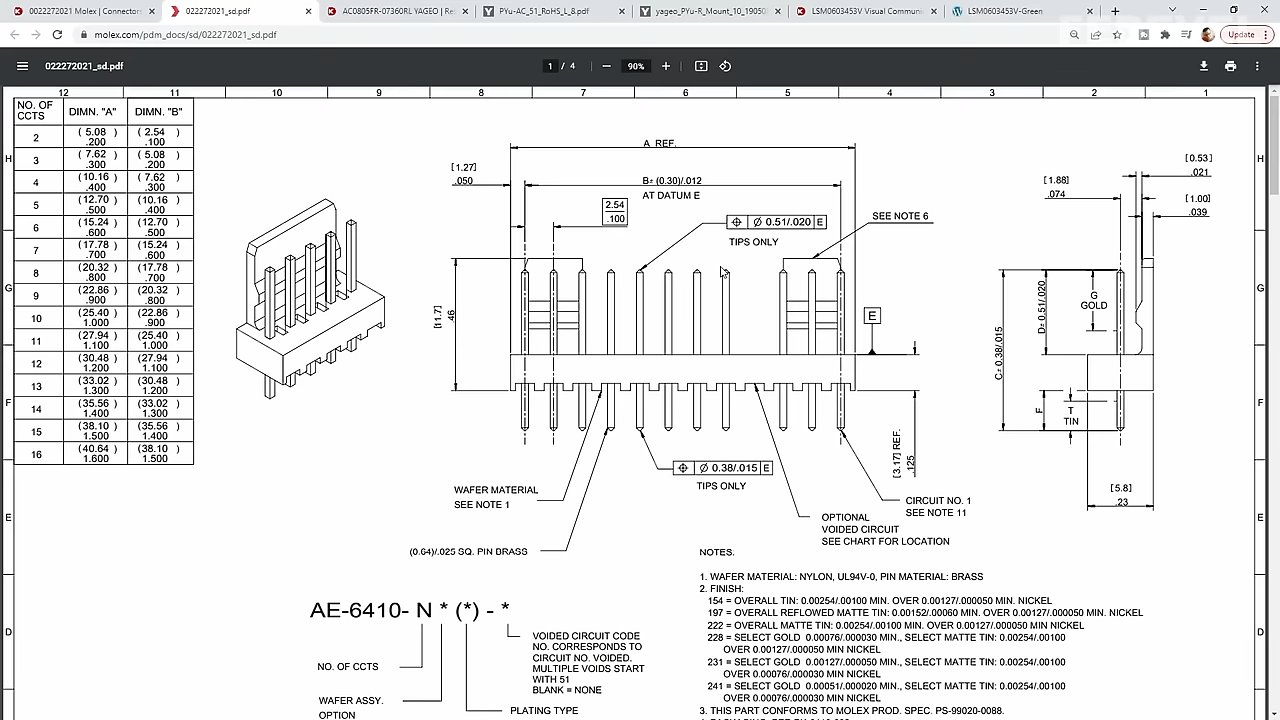 0022272021 Molex | Connectors
022272021_sd.pdf
AC0805FR-07360RL YAGEO | Re
PYu-AC_51_RoHS_L_8.pdf
yageo_PYu-R_Mount_10_19050
LSM0603453V Visual Communi
LSM0603453V-Green
molex.com/pdm_docs/sd/022272021_sd.pdf
Update
022272021_sd.pdf
1 / 4
90%
12 11 10 9 8 7 6 5 4 3 2 1
NO. OF CCTS DIMN. "A" DIMN. "B"
2 (5.08) .200 (2.54) .100
3 (7.62) .300 (5.08) .200
4 (10.16) .400 (7.62) .300
5 (12.70) .500 (10.16) .400
6 (15.24) .600 (12.70) .500
7 (17.78) .700 (15.24) .600
8 (20.32) .800 (17.78) .700
9 (22.86) .900 (20.32) .800
10 (25.40) 1.000 (22.86) .900
11 (27.94) 1.100 (25.40) 1.000
12 (30.48) 1.200 (27.94) 1.100
13 (33.02) 1.300 (30.48) 1.200
14 (35.56) 1.400 (33.02) 1.300
15 (38.10) 1.500 (35.56) 1.400
16 (40.64) 1.600 (38.10) 1.500
H
G
F
E
D
A REF.
[1.27]
.050
B± (0.30)/.012
AT DATUM E
2.54
.100
⌖ Ø 0.51/.020 E
TIPS ONLY
SEE NOTE 6
[11.7]
.46
E
[3.17] REF.
.125
⌖ Ø 0.38/.015 E
TIPS ONLY
WAFER MATERIAL
SEE NOTE 1
(0.64)/.025 SQ. PIN BRASS
OPTIONAL
VOIDED CIRCUIT
SEE CHART FOR LOCATION
CIRCUIT NO. 1
SEE NOTE 11
[0.53]
.021
[1.88]
.074
[1.00]
.039
C± 0.38/.015
D± 0.51/.020
G
GOLD
F
T
TIN
[5.8]
.23
H
G
F
E
D
AE-6410- N * (*) - *
NO. OF CCTS
WAFER ASSY.
OPTION
PLATING TYPE
VOIDED CIRCUIT CODE
NO. CORRESPONDS TO
CIRCUIT NO. VOIDED.
MULTIPLE VOIDS START
WITH 51
BLANK = NONE
NOTES.
1. WAFER MATERIAL: NYLON, UL94V-0, PIN MATERIAL: BRASS
2. FINISH:
154 = OVERALL TIN: 0.00254/.00100 MIN. OVER 0.00127/.000050 MIN. NICKEL
197 = OVERALL REFLOWED MATTE TIN: 0.00152/.00060 MIN. OVER 0.00127/.000050 MIN. NICKEL
222 = OVERALL MATTE TIN: 0.00254/.00100 MIN. OVER 0.00127/.000050 MIN NICKEL
228 = SELECT GOLD 0.00076/.000030 MIN., SELECT MATTE TIN: 0.00254/.00100
OVER 0.00127/.000050 MIN NICKEL
231 = SELECT GOLD 0.00127/.000050 MIN., SELECT MATTE TIN: 0.00254/.00100
OVER 0.00076/.000030 MIN NICKEL
241 = SELECT GOLD 0.00051/.000020 MIN., SELECT MATTE TIN: 0.00254/.00100
OVER 0.00076/.000030 MIN NICKEL
3. THIS PART CONFORMS TO MOLEX PROD. SPEC. PS-99020-0088.